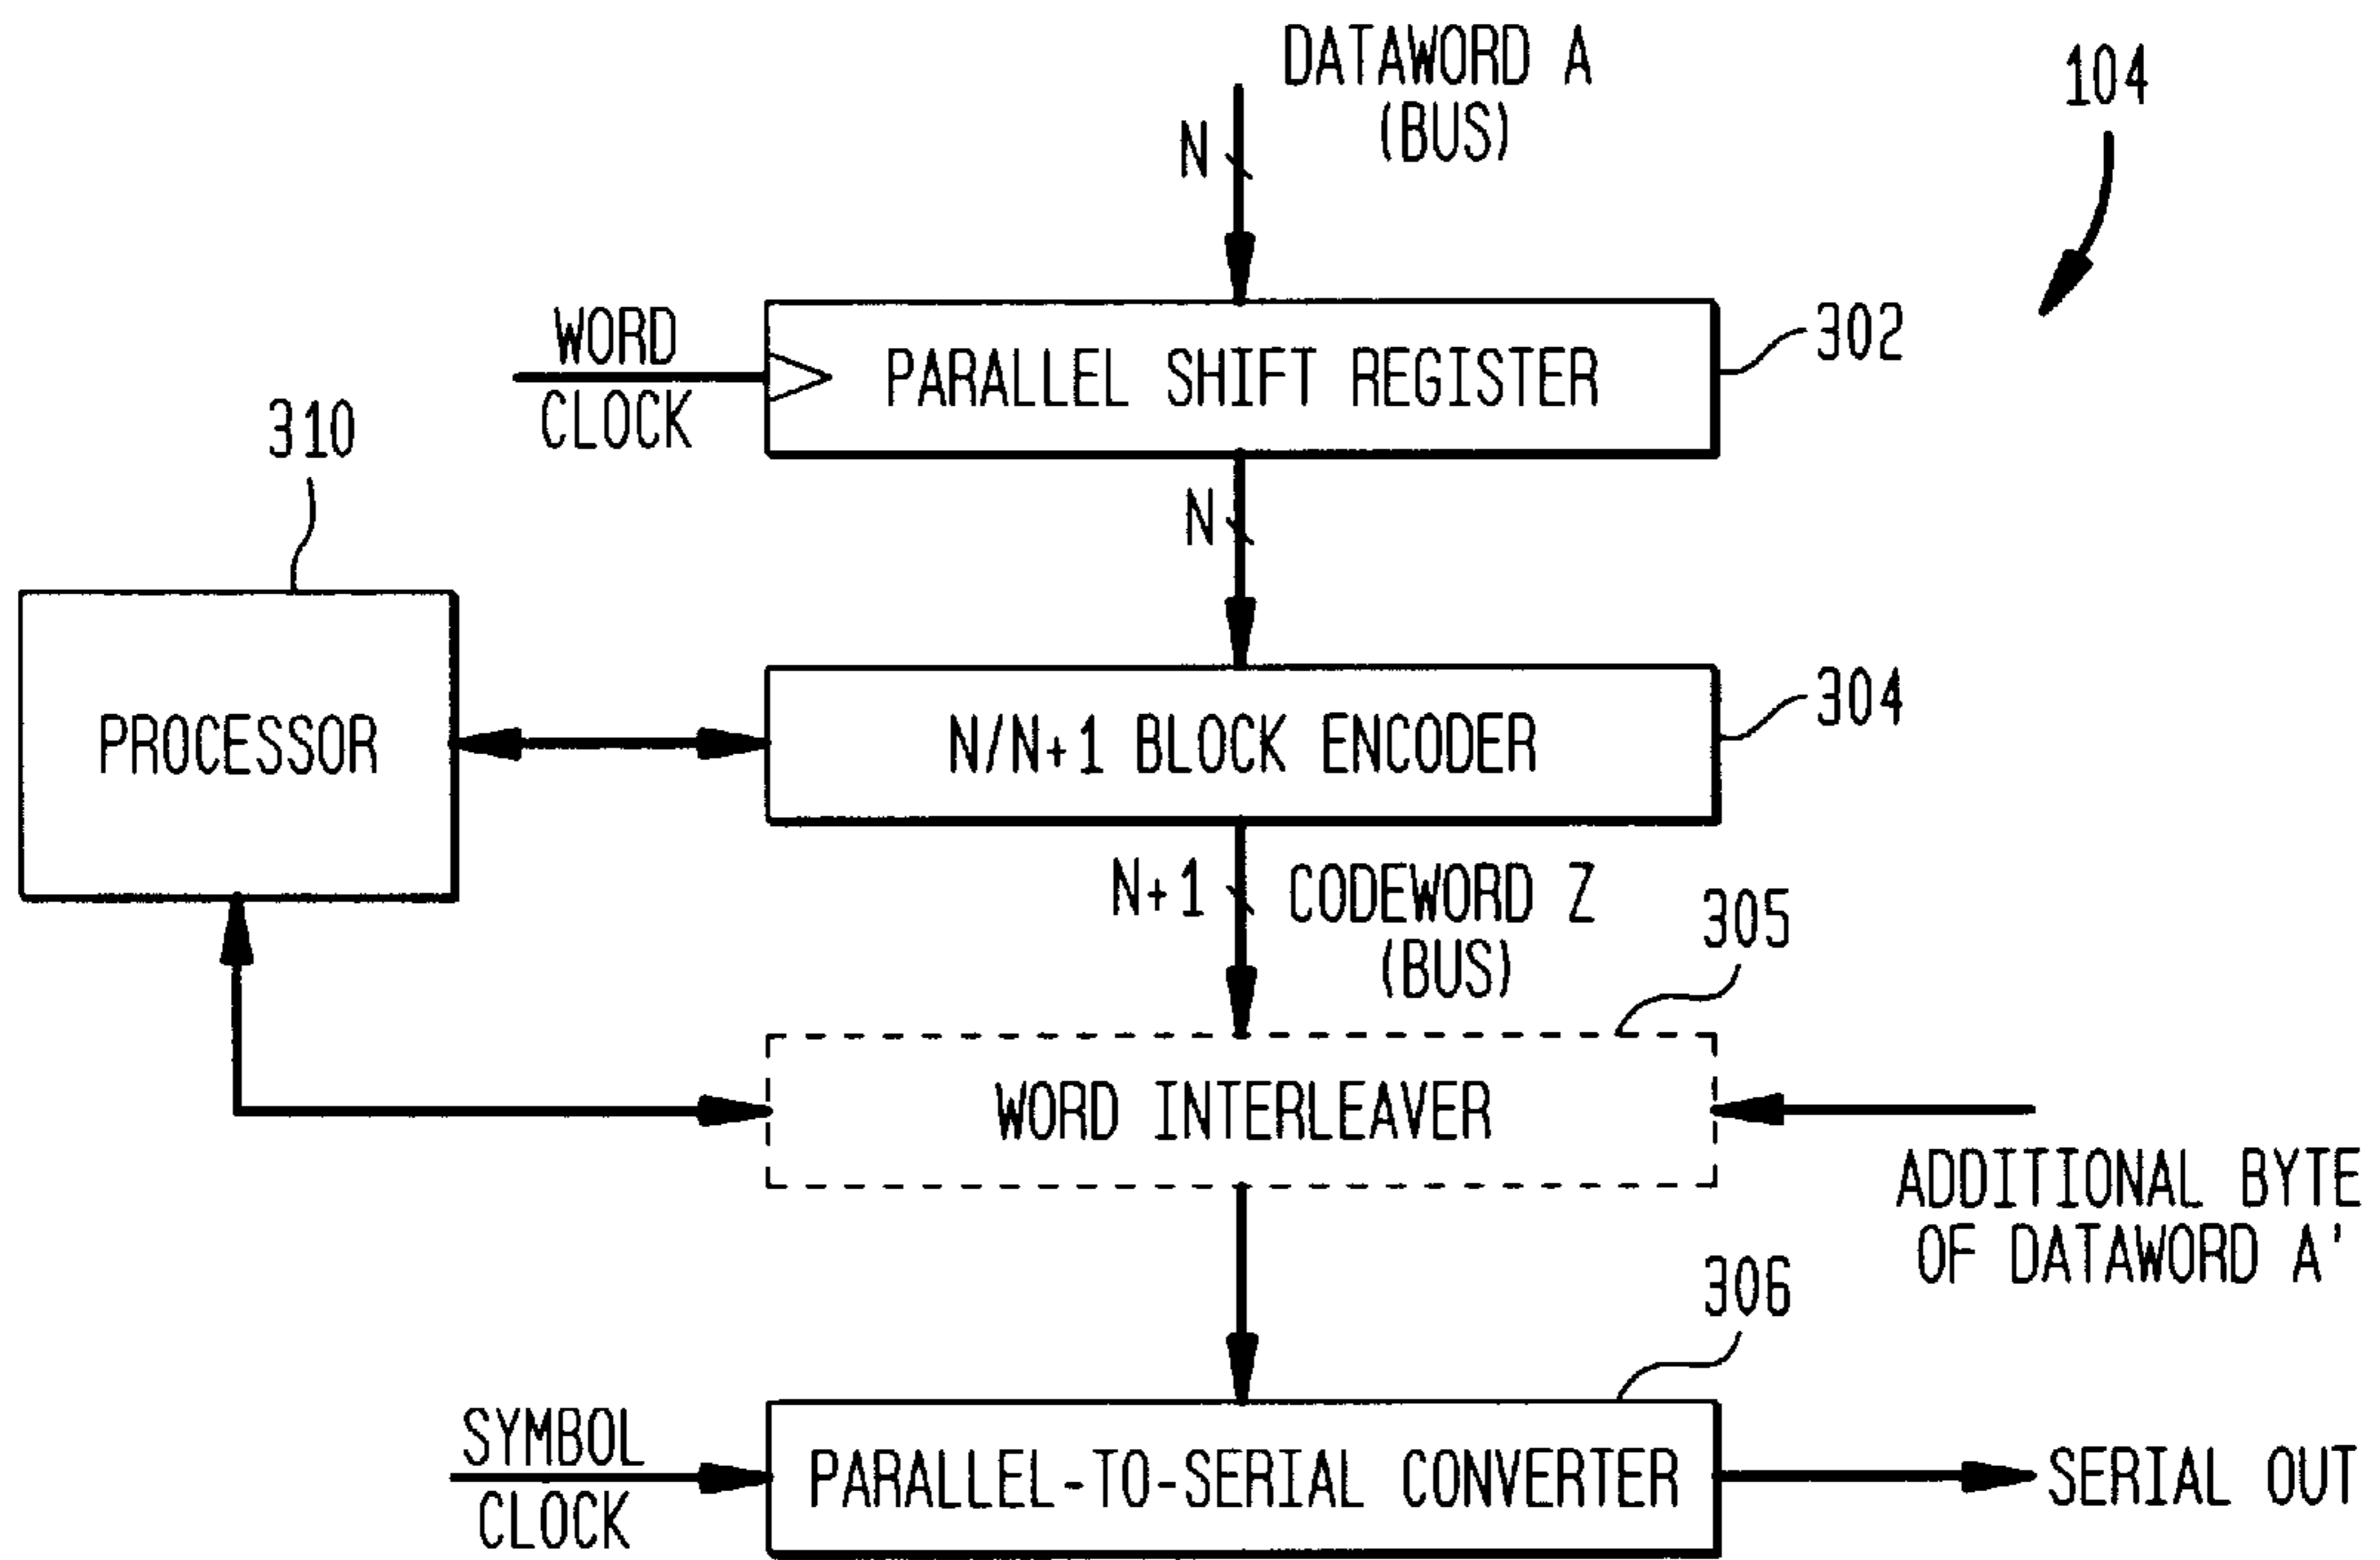 DATAWORD A
(BUS)
104
N
WORD
CLOCK
PARALLEL SHIFT REGISTER
302
310
N
PROCESSOR
N/N+1 BLOCK ENCODER
304
N+1
CODEWORD Z
(BUS)
305
WORD INTERLEAVER
ADDITIONAL BYTE
OF DATAWORD A'
306
SYMBOL
CLOCK
PARALLEL-TO-SERIAL CONVERTER
SERIAL OUT